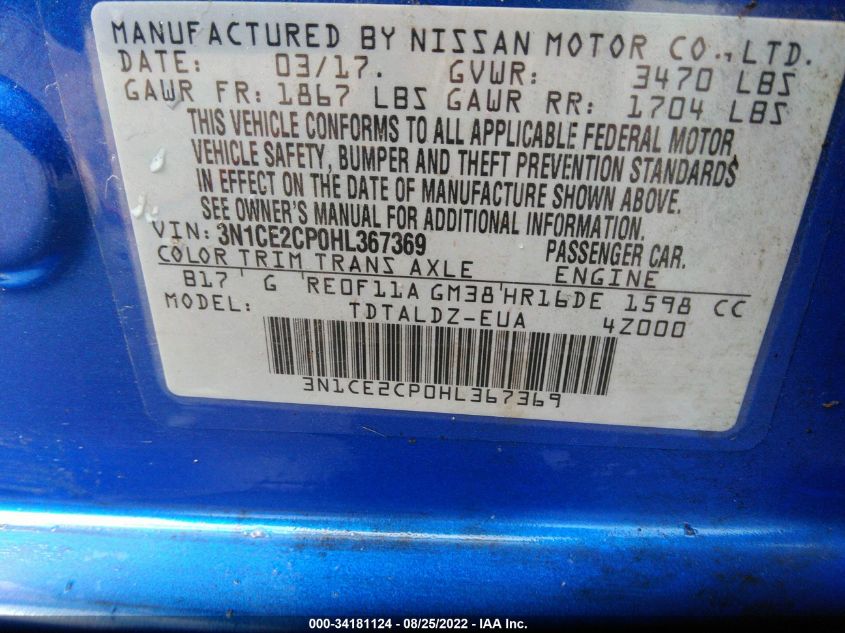 MANUFACTURED BY NISSAN MOTOR CO., LTD.
DATE: 03/17. GVWR: 3470 LBS
GAWR FR: 1867 LBS GAWR RR: 1704 LBS
THIS VEHICLE CONFORMS TO ALL APPLICABLE FEDERAL MOTOR
VEHICLE SAFETY, BUMPER AND THEFT PREVENTION STANDARDS
IN EFFECT ON THE DATE OF MANUFACTURE SHOWN ABOVE.
SEE OWNER'S MANUAL FOR ADDITIONAL INFORMATION.
VIN: 3N1CE2CP0HL367369 PASSENGER CAR.
COLOR TRIM TRANS AXLE ENGINE
B17 ' G 'RE0F11A GM38'HR16DE 1598 CC
MODEL: TDTALDZ-EUA 4Z000
3N1CE2CP0HL367369
000-34181124 - 08/25/2022 - IAA Inc.